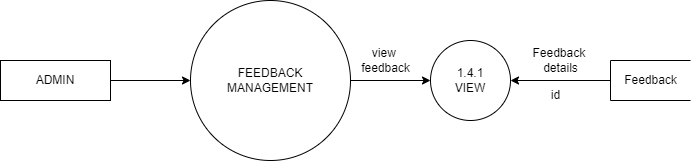 ADMIN
FEEDBACK
MANAGEMENT
view
feedback
1.4.1
VIEW
Feedback
details
id
Feedback